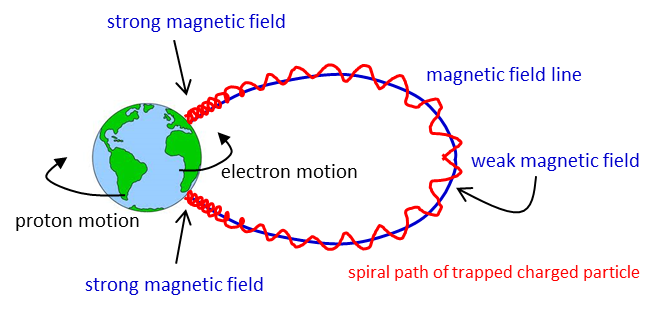 strong magnetic field
magnetic field line
weak magnetic field
electron motion
proton motion
spiral path of trapped charged particle
strong magnetic field